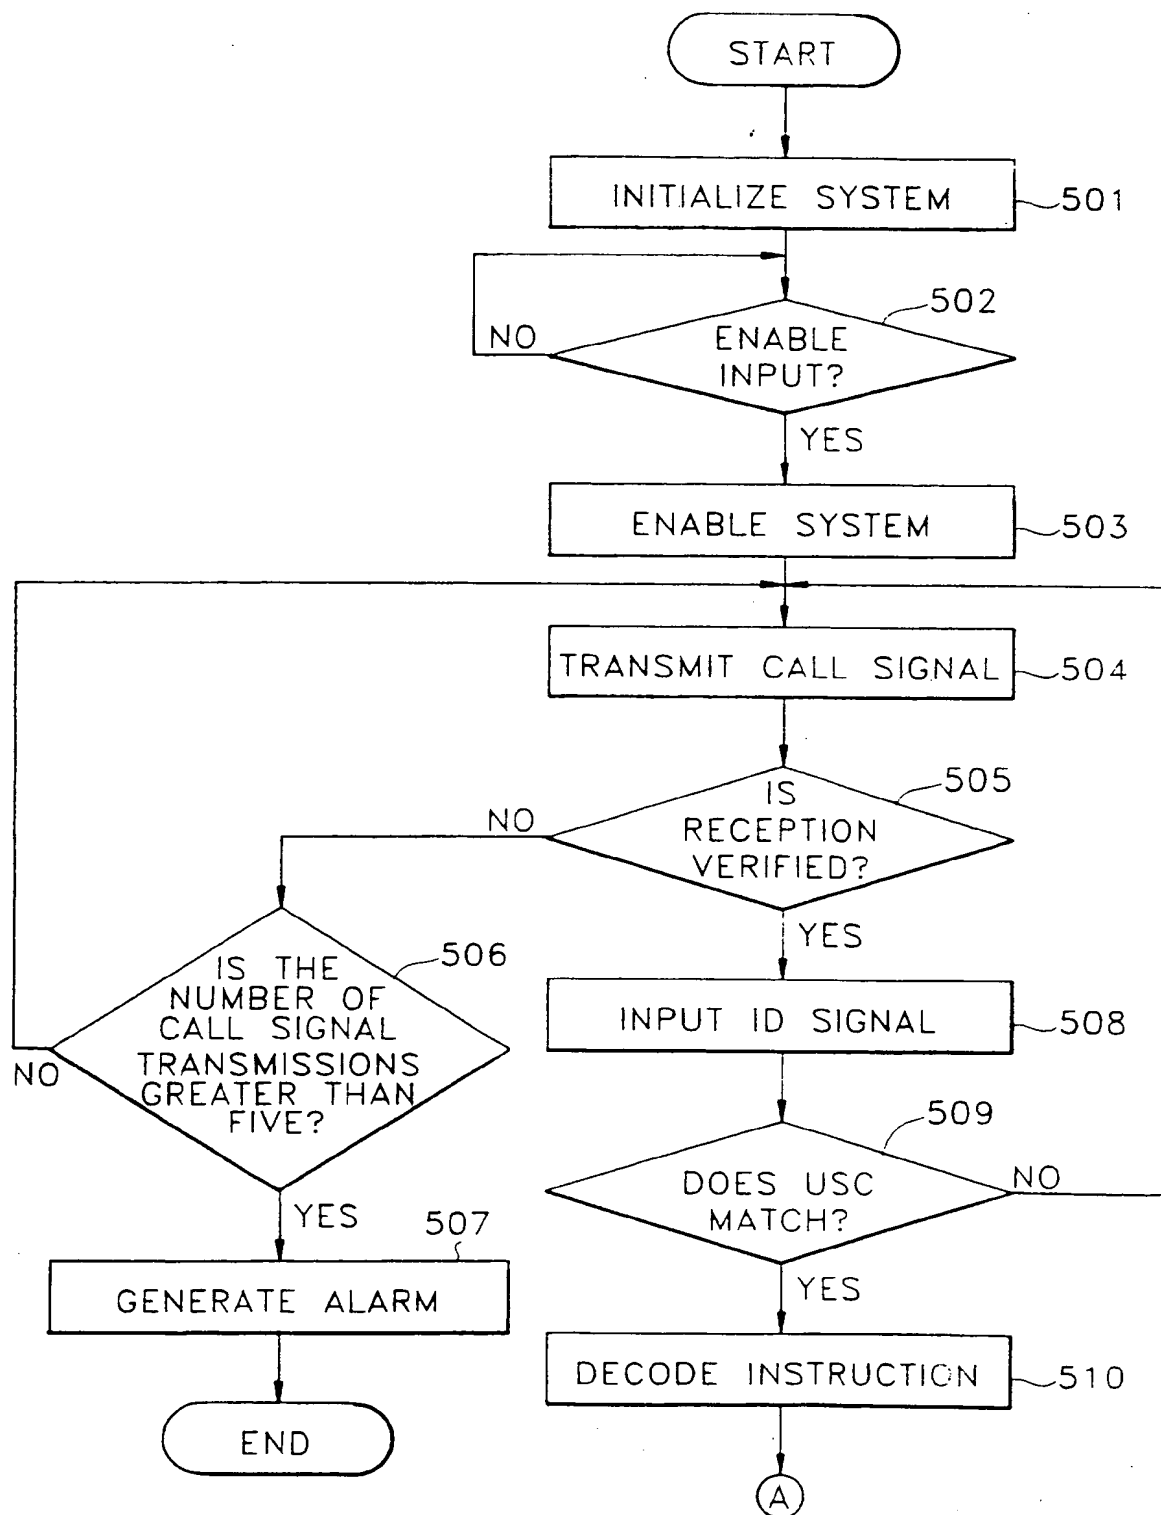 START
INITIALIZE SYSTEM
501
502
ENABLE
INPUT?
NO
YES
ENABLE SYSTEM
503
TRANSMIT CALL SIGNAL
504
505
IS
RECEPTION
VERIFIED?
NO
YES
506
IS THE
NUMBER OF
CALL SIGNAL
TRANSMISSIONS
GREATER THAN
FIVE?
NO
YES
INPUT ID SIGNAL
508
509
DOES USC
MATCH?
NO
YES
507
GENERATE ALARM
DECODE INSTRUCTION
510
END
A